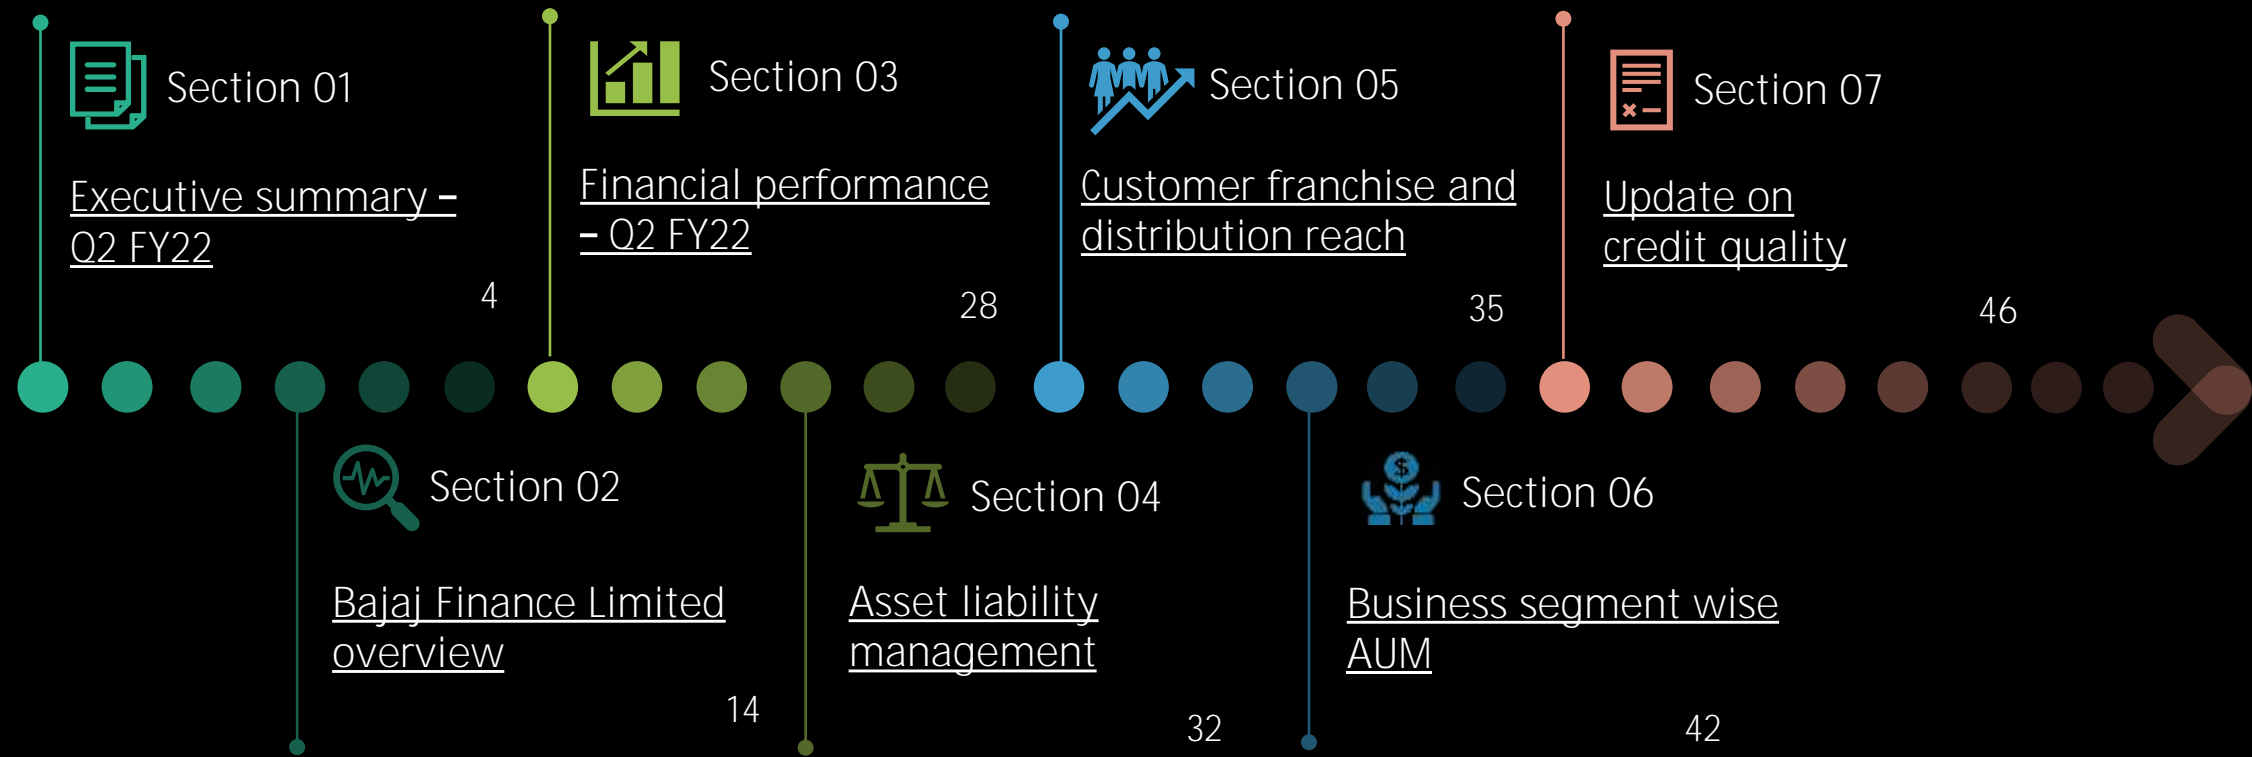 Section 01
Executive summary –
Q2 FY22
4
Section 02
Bajaj Finance Limited
overview
14
Section 03
Financial performance
– Q2 FY22
28
Section 04
Asset liability
management
32
Section 05
Customer franchise and
distribution reach
35
Section 06
Business segment wise
AUM
42
Section 07
Update on
credit quality
46